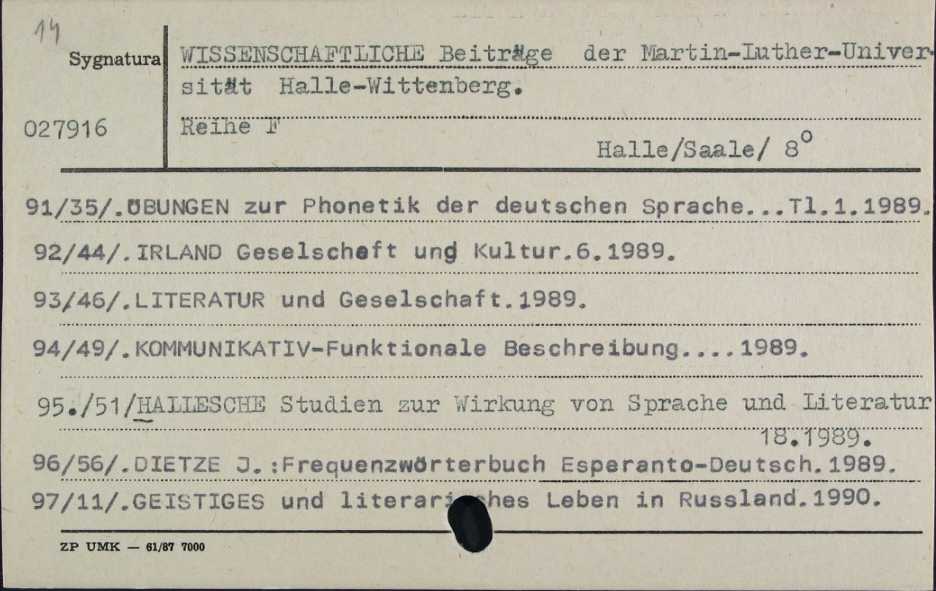 14
Sygnatura
WISSENSCHAFTLICHE Beiträge der Martin-Luther-Univer-
sität Halle-Wittenberg.
027916
Reihe F
Halle/Saale/ 8⁰
91/35/.ÜBUNGEN zur Phonetik der deutschen Sprache...Tl.1.1989.
92/44/.IRLAND Geselschaft und Kultur.6.1989.
93/46/.LITERATUR und Geselschaft.1989.
94/49/.KOMMUNIKATIV-Funktionale Beschreibung....1989.
95./51/HALLESCHE Studien zur Wirkung von Sprache und Literatur
18.1989.
96/56/.DIETZE J.:Frequenzwörterbuch Esperanto-Deutsch.1989.
97/11/.GEISTIGES und literarisches Leben in Russland.1990.
ZP UMK — 61/87 7000